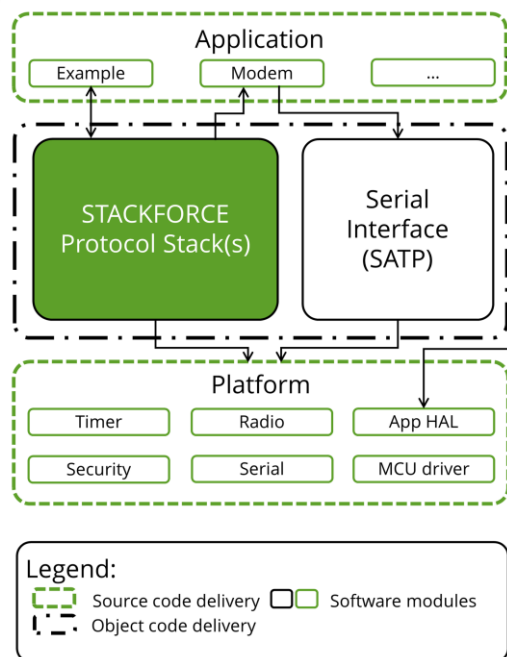 Application
Example
Modem
...
STACKFORCE
Protocol Stack(s)
Serial
Interface
(SATP)
Platform
Timer
Radio
App HAL
Security
Serial
MCU driver
Legend:
Source code delivery
Software modules
Object code delivery